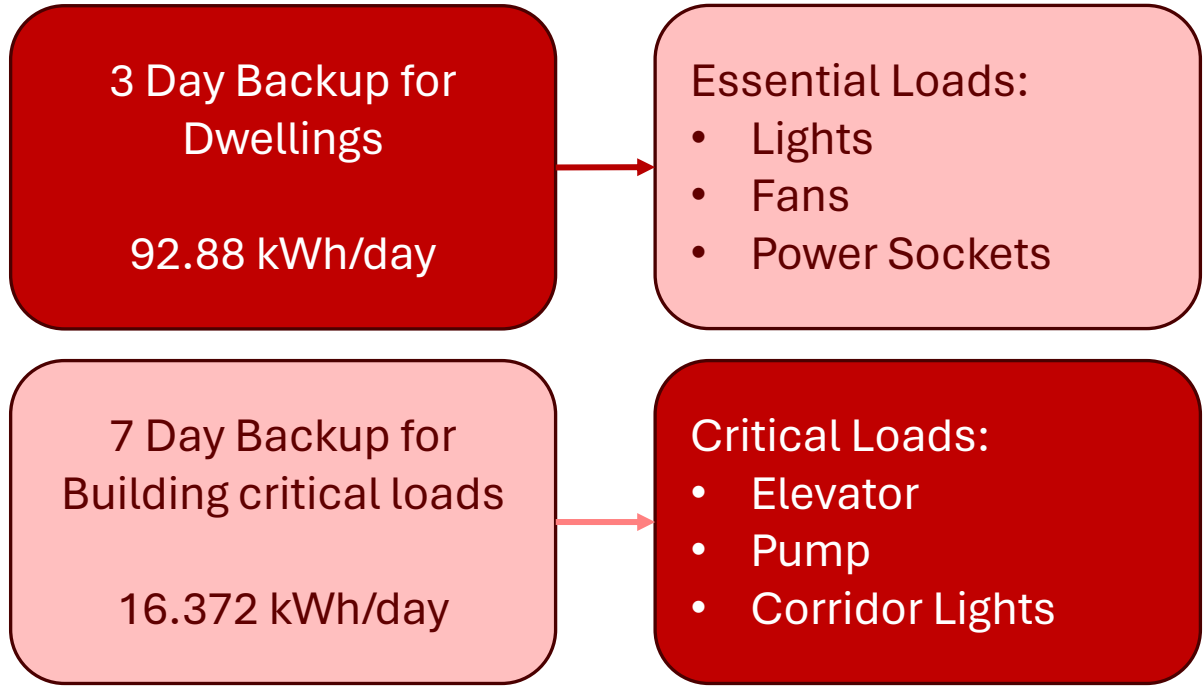 3 Day Backup for
Dwellings
92.88 kWh/day
Essential Loads:
• Lights
• Fans
• Power Sockets
7 Day Backup for
Building critical loads
16.372 kWh/day
Critical Loads:
• Elevator
• Pump
• Corridor Lights